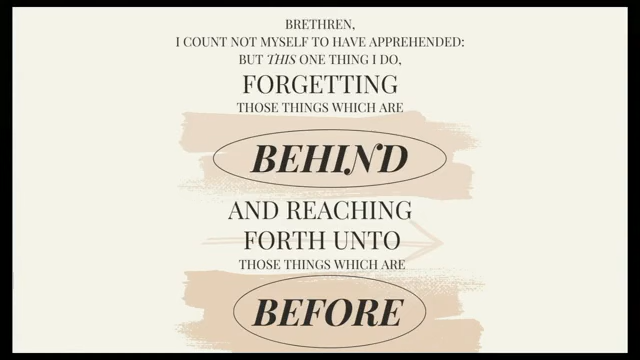 BRETHREN,
I COUNT NOT MYSELF TO HAVE APPREHENDED:
BUT THIS ONE THING I DO,
FORGETTING
THOSE THINGS WHICH ARE
BEHIND
AND REACHING
FORTH UNTO
THOSE THINGS WHICH ARE
BEFORE